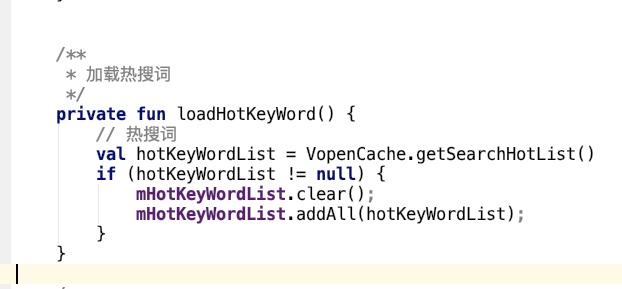 /**
* 加载热搜词
*/
private fun loadHotKeyWord() {
// 热搜词
val hotKeyWordList = VopenCache.getSearchHotList()
if (hotKeyWordList != null) {
mHotKeyWordList.clear();
mHotKeyWordList.addAll(hotKeyWordList);
}
}